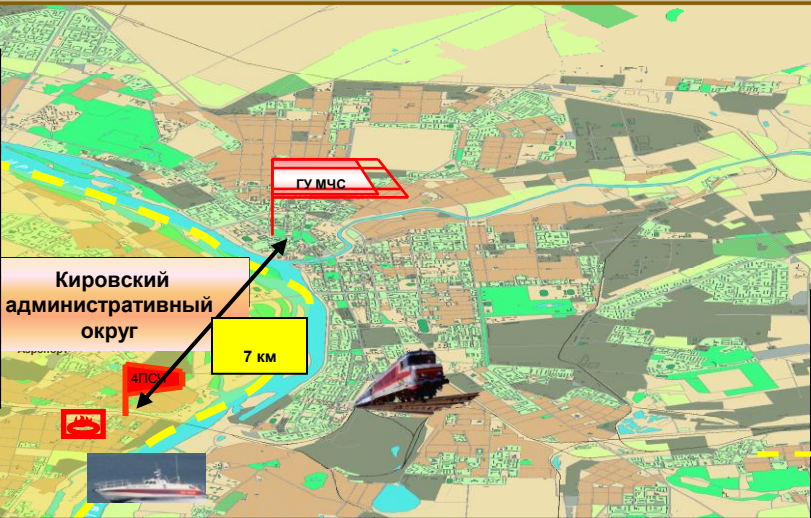 ГУ МЧС
Кировский
административный
округ
7 км
4ПСЧ